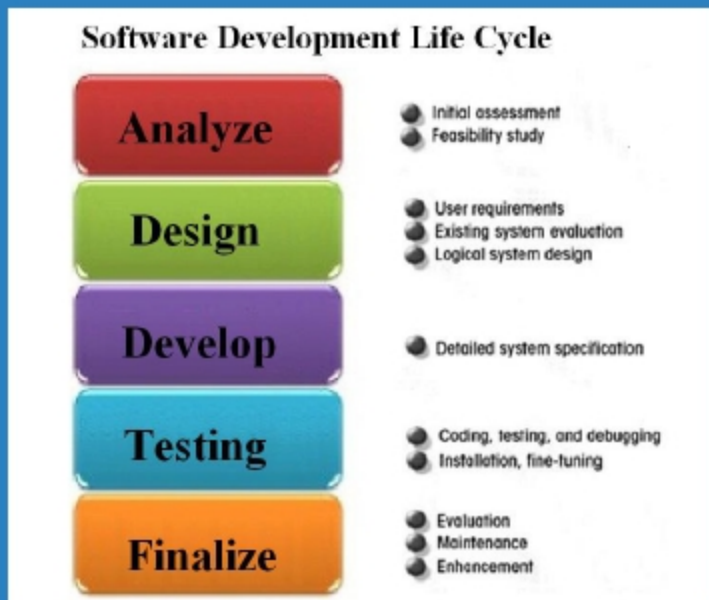 Software Development Life Cycle
Analyze
Initial assessment
Feasibility study
Design
User requirements
Existing system evaluation
Logical system design
Develop
Detailed system specification
Testing
Coding, testing, and debugging
Installation, fine-tuning
Finalize
Evaluation
Maintenance
Enhancement